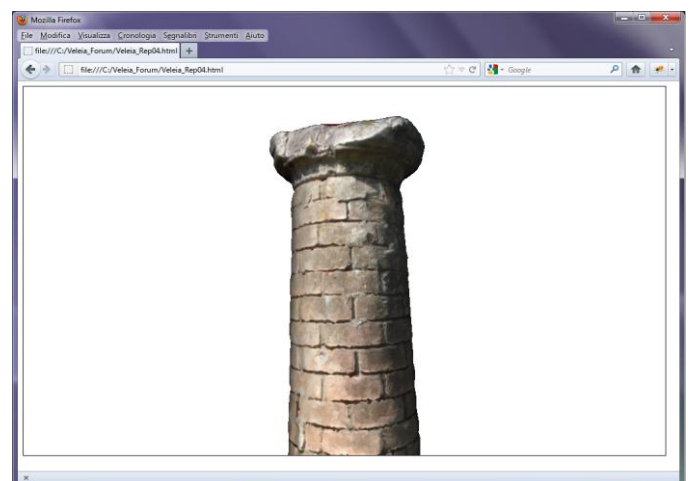 Mozilla Firefox
File Modifica Visualizza Cronologia Segnalibri Strumenti Aiuto
file:///C:/Veleia_Forum/Veleia_Rep04.html +
file:///C:/Veleia_Forum/Veleia_Rep04.html Google
×